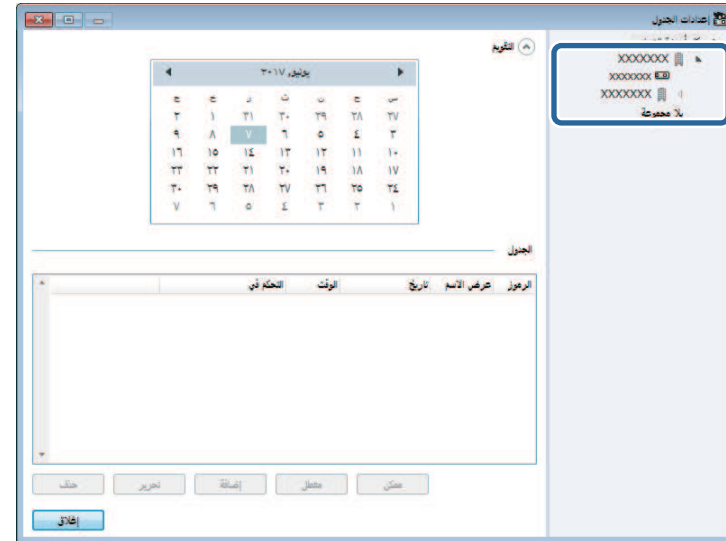 إعدادات الجدول
XXXXXXX
XXXXXXX
XXXXXXX
بلا مجموعة
التقويم
يونيو، ٢٠١٧
س ح ن ث ر خ ج
٢٧ ٢٨ ٢٩ ٣٠ ٣١ ١ ٢
٣ ٤ ٥ ٦ ٧ ٨ ٩
١٠ ١١ ١٢ ١٣ ١٤ ١٥ ١٦
١٧ ١٨ ١٩ ٢٠ ٢١ ٢٢ ٢٣
٢٤ ٢٥ ٢٦ ٢٧ ٢٨ ٢٩ ٣٠
١ ٢ ٣ ٤ ٥ ٦ ٧
الجدول
الرموز عرض الاسم تاريخ الوقت التحكم في
ممكن معطل إضافة تحرير حذف
إغلاق